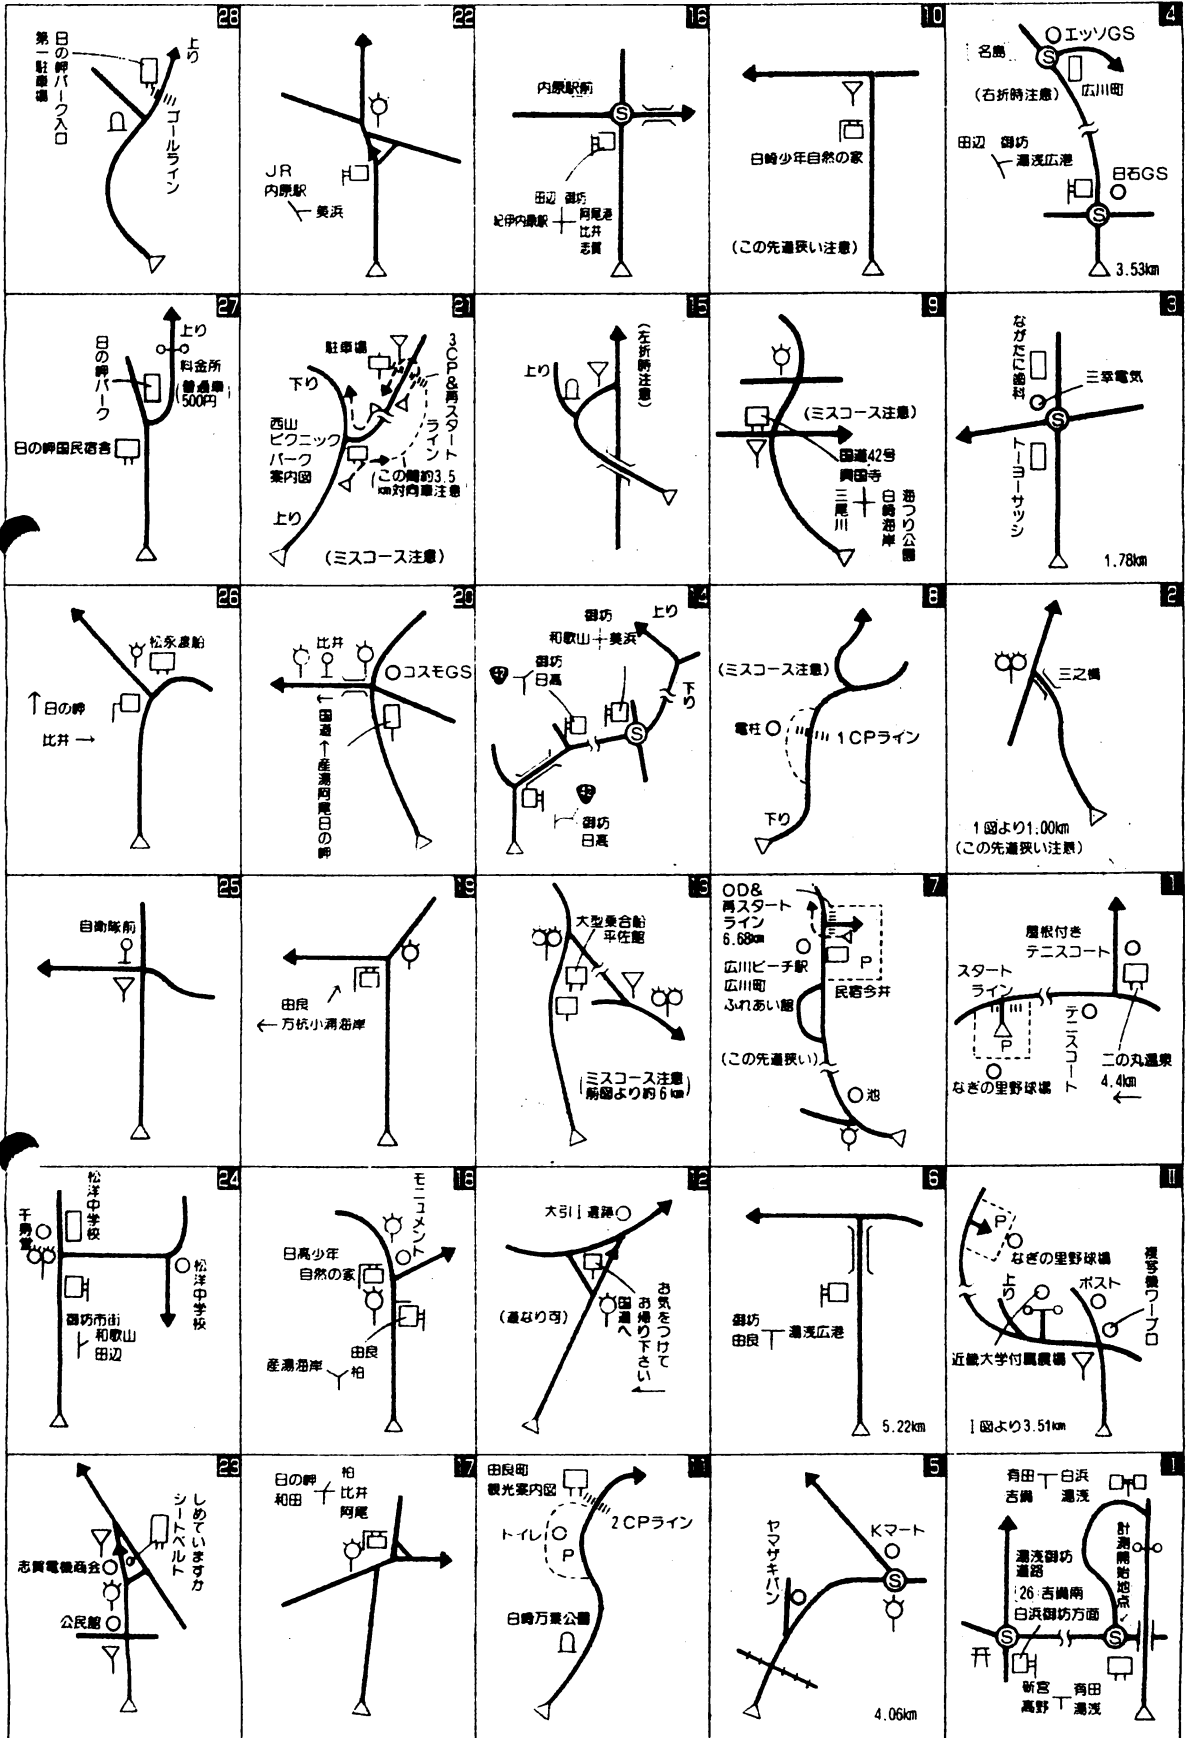 I
有田 白浜
吉備 湯浅
計測開始地点
湯浅御坊
道路
26 吉備南
白浜御坊方面
新宮 有田
高野 湯浅
II
P
なぎの里野球場
複写機ワープロ
ポスト
上り
近畿大学付属農場
I図より3.51km
1
屋根付き
テニスコート
スタート
ライン
P
テニスコート
二の丸温泉
4.4km
なぎの里野球場
2
三之橋
1図より1.00km
(この先道狭い注意)
3
ながたに歯科
三幸電気
S
トーヨーサッシ
1.78km
4
エッソGS
名島
S
(右折時注意)
広川町
田辺 御坊
湯浅広港
日石GS
S
3.53km
5
Kマート
ヤマザキパン
S
4.06km
6
御坊
由良
湯浅広港
5.22km
7
OD&
再スタート
ライン
6.68km
P
広川ビーチ駅
広川町
ふれあい館
民宿今井
(この先道狭い)
池
8
(ミスコース注意)
電柱
1CPライン
下り
9
(ミスコース注意)
国道42号
興国寺
三尾川
白崎海岸
海つり公園
10
白崎少年自然の家
(この先道狭い注意)
11
由良町
観光案内図
2CPライン
トイレ
P
白崎万葉公園
12
大引I遺跡
(道なり可)
国道へ
お気をつけて
お帰り下さい
13
大型乗合船
平佐館
(ミスコース注意
前図より約6km)
14
御坊
和歌山 美浜
上り
42
御坊
日高
下り
S
42
御坊
日高
15
上り
(左折時注意)
16
内原駅前
S
田辺 御坊
紀伊内原駅
阿尾港
比井
志賀
17
日の岬
和田
柏
比井
阿尾
18
モニュメント
日高少年
自然の家
由良
産湯海岸 柏
19
由良
← 方杭小浦海岸
20
比井
コスモGS
←国道
←産湯阿尾日の岬
21
駐車場
3CP&再スタート
ライン
下り
西山
ピクニック
パーク
案内図
(この間約3.5
km対向車注意)
上り
(ミスコース注意)
22
JR
内原駅
美浜
23
しめていますか
シートベルト
志賀電機商会
公民館
24
松洋中学校
千寿堂
松洋中学校
御坊市街
和歌山
田辺
25
自衛隊前
26
松永渡船
↑日の岬
比井 →
27
上り
日の岬パーク
料金所
(普通車
500円)
日の岬国民宿舎
28
日の岬パーク入口
第一駐車場
上り
ゴールライン